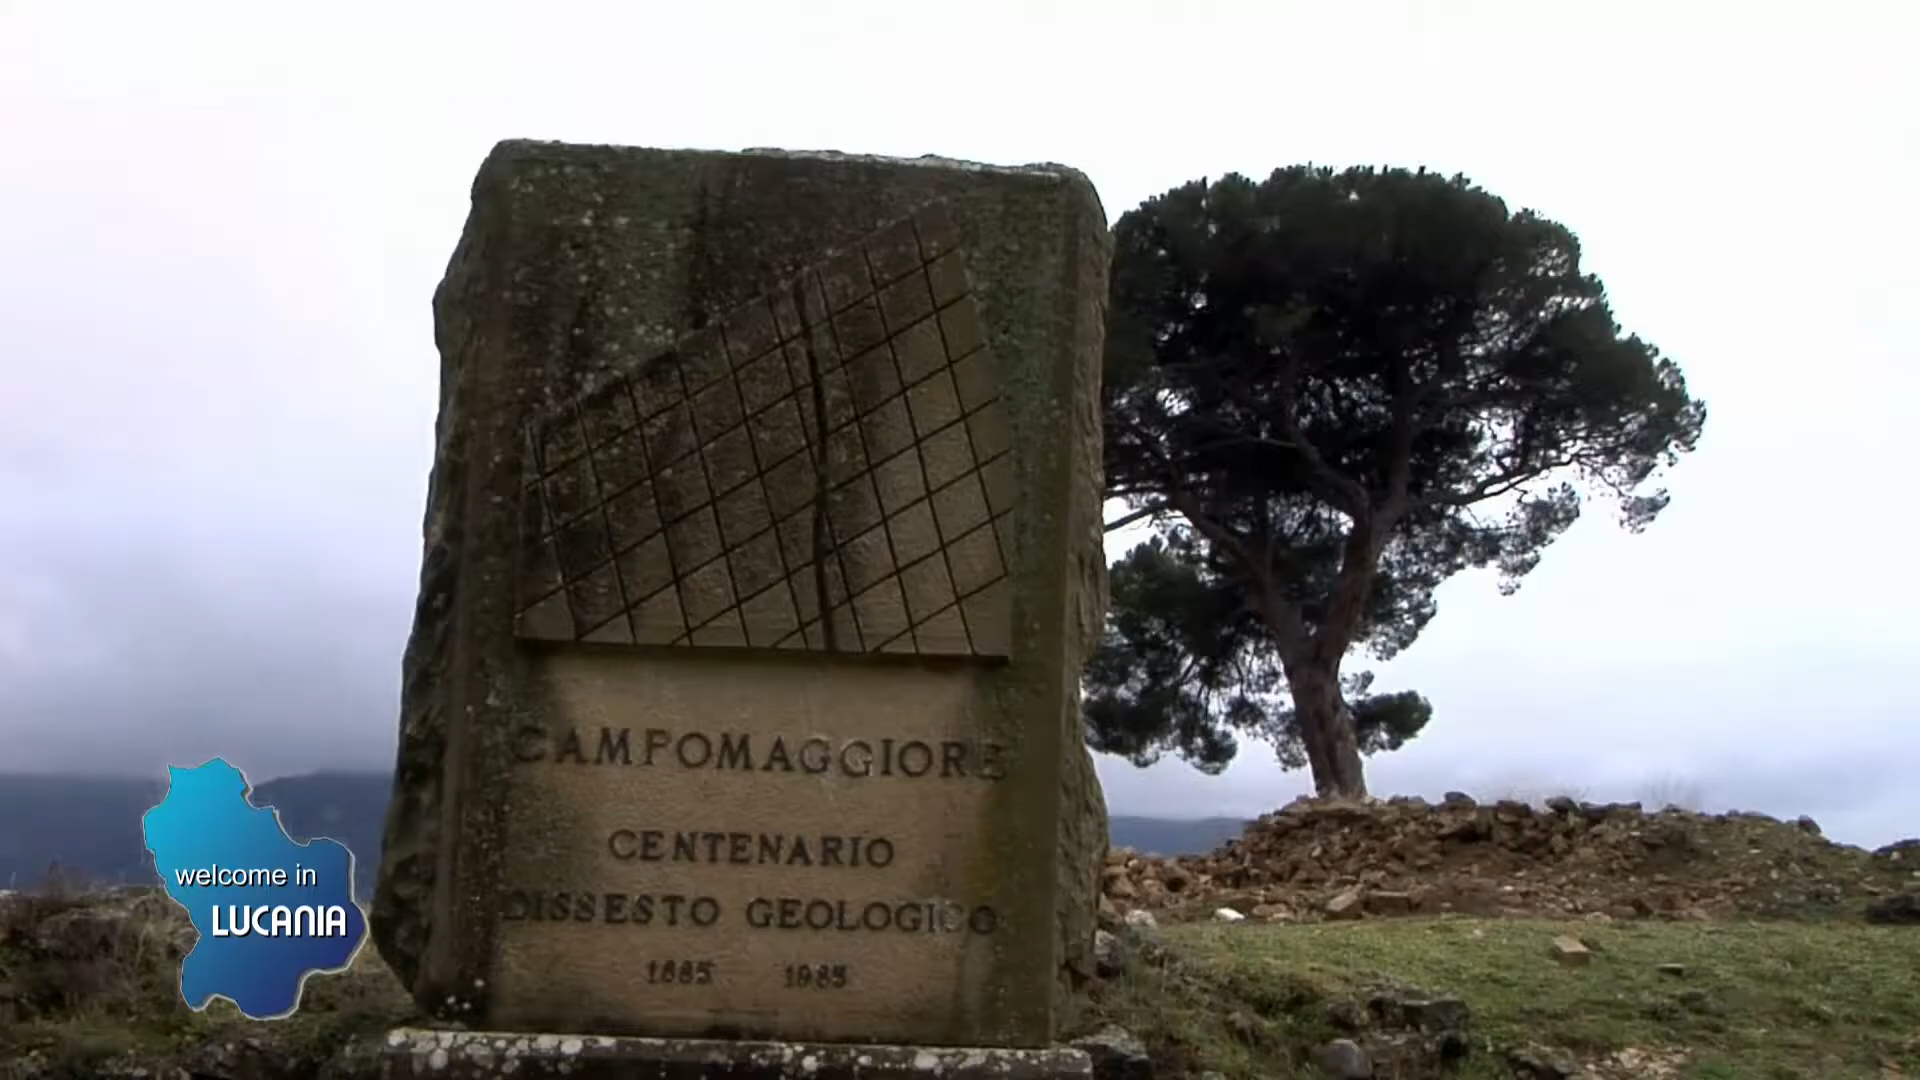 CAMPOMAGGIORE
CENTENARIO
DISSESTO GEOLOGICO
1885 1985
welcome in
LUCANIA